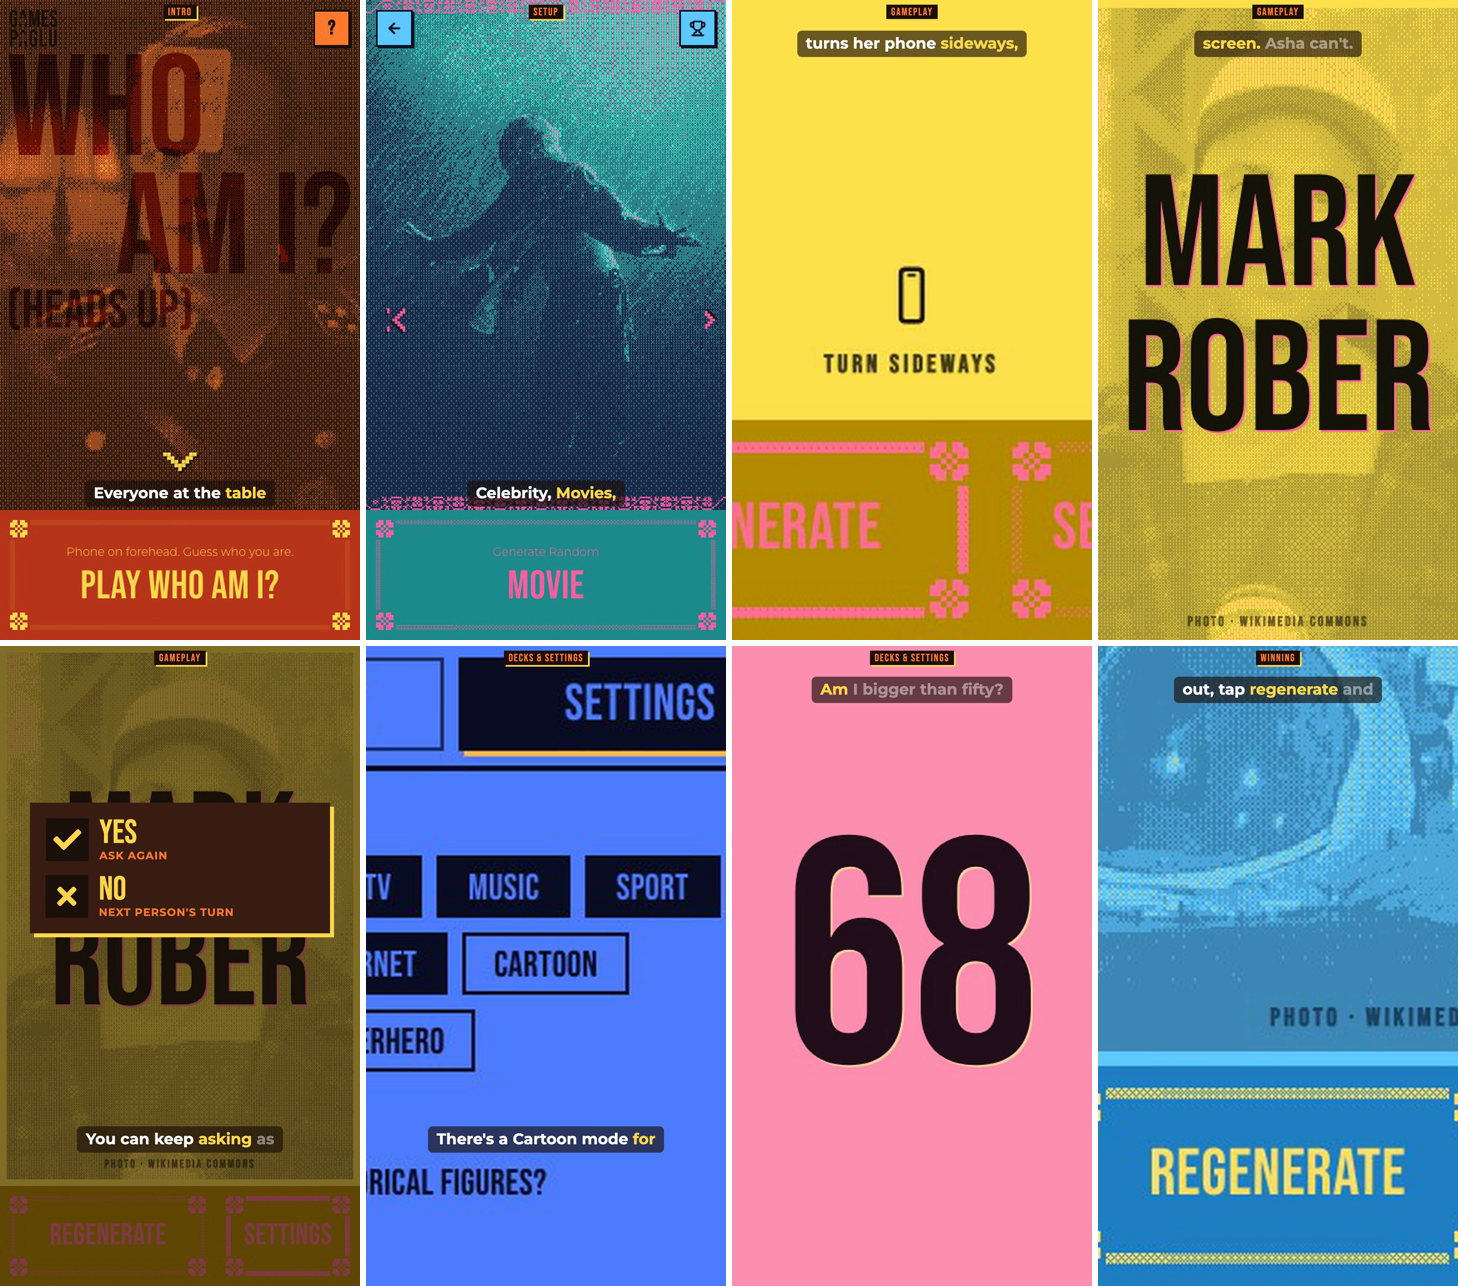 INTRO
GAMES
PAGLU
?
WHO
AM I?
(HEADS UP)
Everyone at the table
Phone on forehead. Guess who you are.
PLAY WHO AM I?
SETUP
Celebrity, Movies,
Generate Random
MOVIE
GAMEPLAY
turns her phone sideways,
TURN SIDEWAYS
NERATE
SE
GAMEPLAY
screen. Asha can't.
MARK
ROBER
PHOTO · WIKIMEDIA COMMONS
GAMEPLAY
MARK
YES
ASK AGAIN
NO
NEXT PERSON'S TURN
ROBER
You can keep asking as
PHOTO · WIKIMEDIA COMMONS
REGENERATE
SETTINGS
DECKS & SETTINGS
SETTINGS
TV
MUSIC
SPORT
RNET
CARTOON
ERHERO
There's a Cartoon mode for
RICAL FIGURES?
DECKS & SETTINGS
Am I bigger than fifty?
68
WINNING
out, tap regenerate and
PHOTO · WIKIMED
REGENERATE